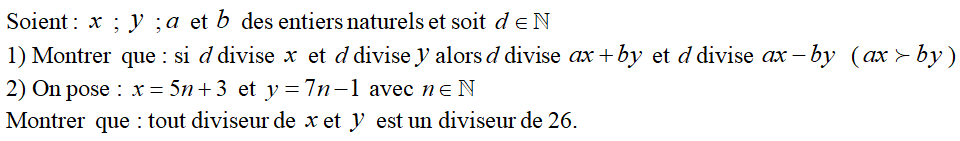 Soient : x ; y ; a et b des entiers naturels et soit d ∈ ℕ
1) Montrer que : si d divise x et d divise y alors d divise ax + by et d divise ax − by (ax ≻ by)
2) On pose : x = 5n + 3 et y = 7n − 1 avec n ∈ ℕ
Montrer que : tout diviseur de x et y est un diviseur de 26.